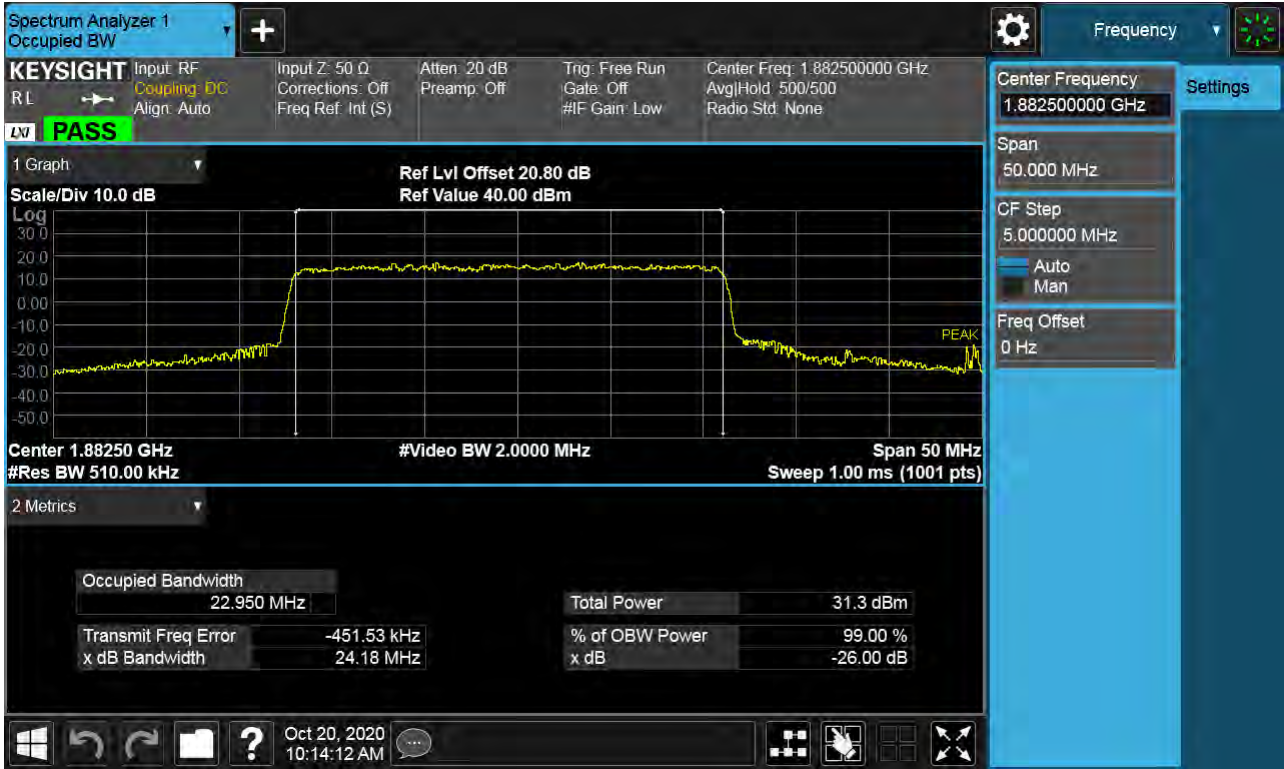 Spectrum Analyzer 1
Occupied BW
Frequency
KEYSIGHT
RL
LXI
PASS
Input: RF
Coupling: DC
Align: Auto
Input Z: 50 Ω
Corrections: Off
Freq Ref: Int (S)
Atten: 20 dB
Preamp: Off
Trig: Free Run
Gate: Off
#IF Gain: Low
Center Freq: 1.882500000 GHz
Avg|Hold: 500/500
Radio Std: None
Center Frequency
1.882500000 GHz
Settings
Span
50.000 MHz
CF Step
5.000000 MHz
Auto
Man
Freq Offset
0 Hz
1 Graph
Scale/Div 10.0 dB
Ref Lvl Offset 20.80 dB
Ref Value 40.00 dBm
Log
30.0
20.0
10.0
0.00
-10.0
-20.0
-30.0
-40.0
-50.0
PEAK
Center 1.88250 GHz
#Video BW 2.0000 MHz
Span 50 MHz
#Res BW 510.00 kHz
Sweep 1.00 ms (1001 pts)
2 Metrics
Occupied Bandwidth
22.950 MHz
Total Power 31.3 dBm
Transmit Freq Error -451.53 kHz
% of OBW Power 99.00 %
x dB Bandwidth 24.18 MHz
x dB -26.00 dB
Oct 20, 2020
10:14:12 AM